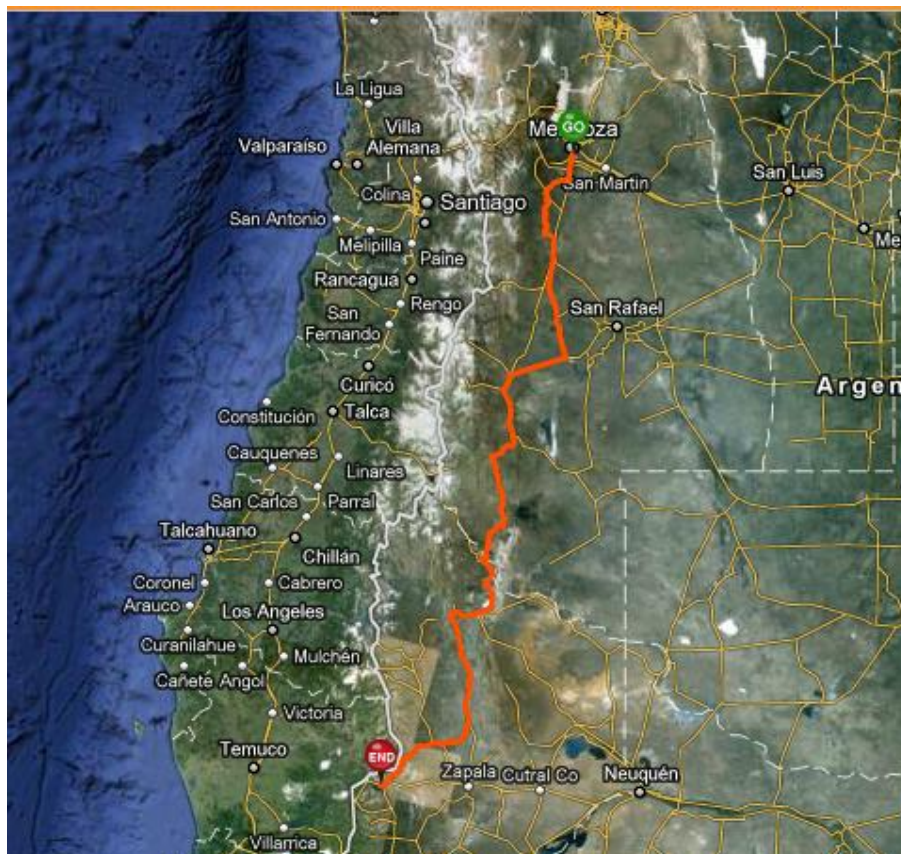 La Ligua
GO
Villa
Alemana
Valparaíso
San Martin
San Luis
Colina
Santiago
San Antonio
Melipilla
Paine
Rancagua
Rengo
San
Fernando
San Rafael
Curicó
Constitución
Talca
Argen
Cauquenes
Linares
San Carlos
Parral
Talcahuano
Chillán
Coronel
Cabrero
Arauco
Los Angeles
Curanilahue
Mulchén
Cañeté Angol
Victoria
Temuco
END
Zapala
Cutral Co
Neuquén
Villarrica